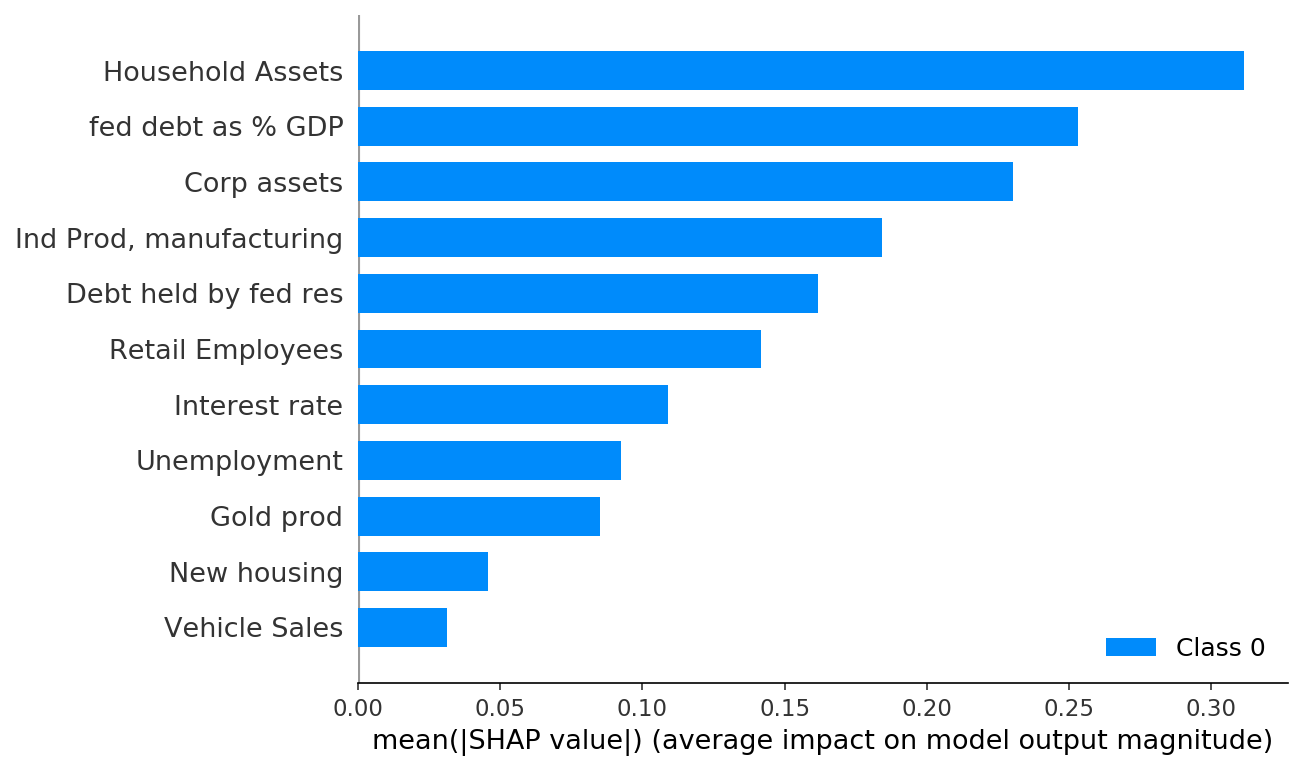 Household Assets
fed debt as % GDP
Corp assets
Ind Prod, manufacturing
Debt held by fed res
Retail Employees
Interest rate
Unemployment
Gold prod
New housing
Vehicle Sales
Class 0
0.00 0.05 0.10 0.15 0.20 0.25 0.30
mean(|SHAP value|) (average impact on model output magnitude)